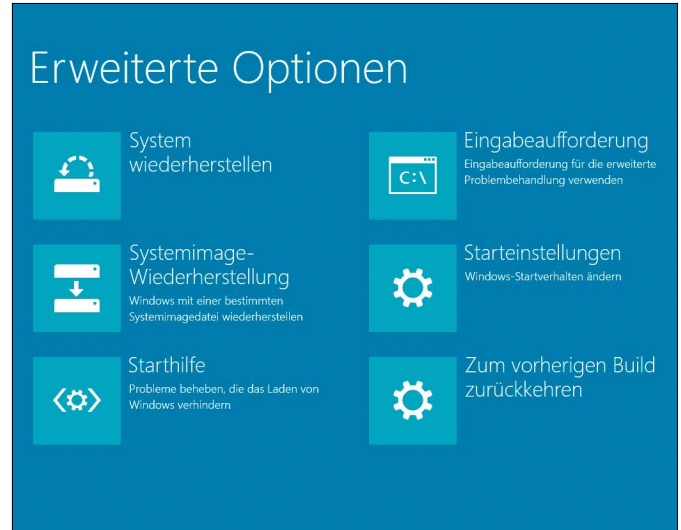 Erweiterte Optionen
System
wiederherstellen
Systemimage-
Wiederherstellung
Windows mit einer bestimmten
Systemimagedatei wiederherstellen
Starthilfe
Probleme beheben, die das Laden von
Windows verhindern
C:\
Eingabeaufforderung
Eingabeaufforderung für die erweiterte
Problembehandlung verwenden
Starteinstellungen
Windows-Startverhalten ändern
Zum vorherigen Build
zurückkehren